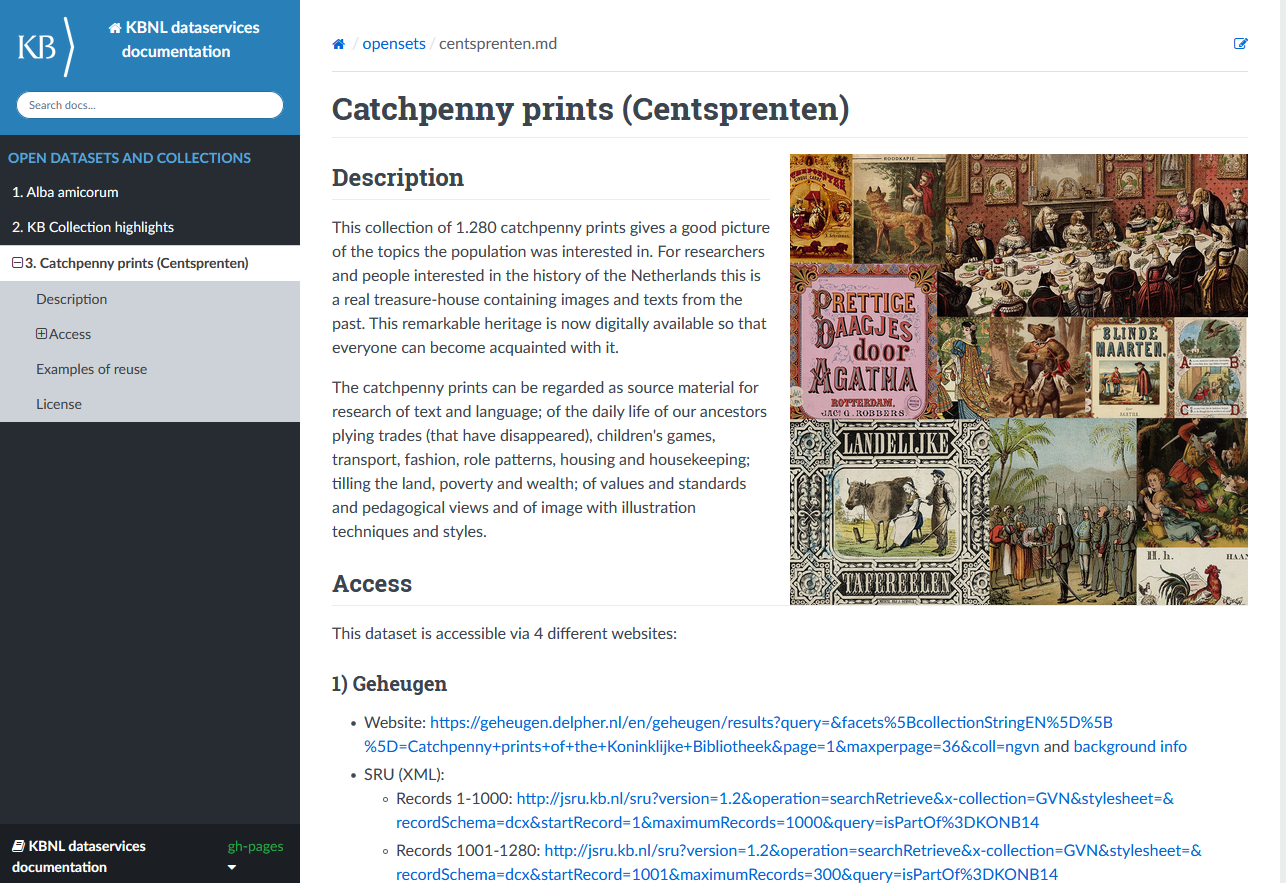 KB
KBNL dataservices
documentation
Search docs...
OPEN DATASETS AND COLLECTIONS
1. Alba amicorum
2. KB Collection highlights
3. Catchpenny prints (Centsprenten)
Description
Access
Examples of reuse
License
KBNL dataservices
documentation
gh-pages
/ opensets / centsprenten.md
Catchpenny prints (Centsprenten)
Description
This collection of 1.280 catchpenny prints gives a good picture
of the topics the population was interested in. For researchers
and people interested in the history of the Netherlands this is
a real treasure-house containing images and texts from the
past. This remarkable heritage is now digitally available so that
everyone can become acquainted with it.
The catchpenny prints can be regarded as source material for
research of text and language; of the daily life of our ancestors
plying trades (that have disappeared), children's games,
transport, fashion, role patterns, housing and housekeeping;
tilling the land, poverty and wealth; of values and standards
and pedagogical views and of image with illustration
techniques and styles.
ROODKAPJE.
PRETTIGE
DAAGJES
door
AGATHA
ROTTERDAM,
JACS. G. ROBBERS
BLINDE
MAARTEN.
A
B
C
D
LANDELIJKE
TAFEREELEN
H. h.
HAAN
Access
This dataset is accessible via 4 different websites:
1) Geheugen
• Website: https://geheugen.delpher.nl/en/geheugen/results?query=&facets%5BcollectionStringEN%5D%5B
%5D=Catchpenny+prints+of+the+Koninklijke+Bibliotheek&page=1&maxperpage=36&coll=ngvn and background info
• SRU (XML):
◦ Records 1-1000: http://jsru.kb.nl/sru?version=1.2&operation=searchRetrieve&x-collection=GVN&stylesheet=&
recordSchema=dcx&startRecord=1&maximumRecords=1000&query=isPartOf%3DKONB14
◦ Records 1001-1280: http://jsru.kb.nl/sru?version=1.2&operation=searchRetrieve&x-collection=GVN&stylesheet=&
recordSchema=dcx&startRecord=1001&maximumRecords=300&query=isPartOf%3DKONB14